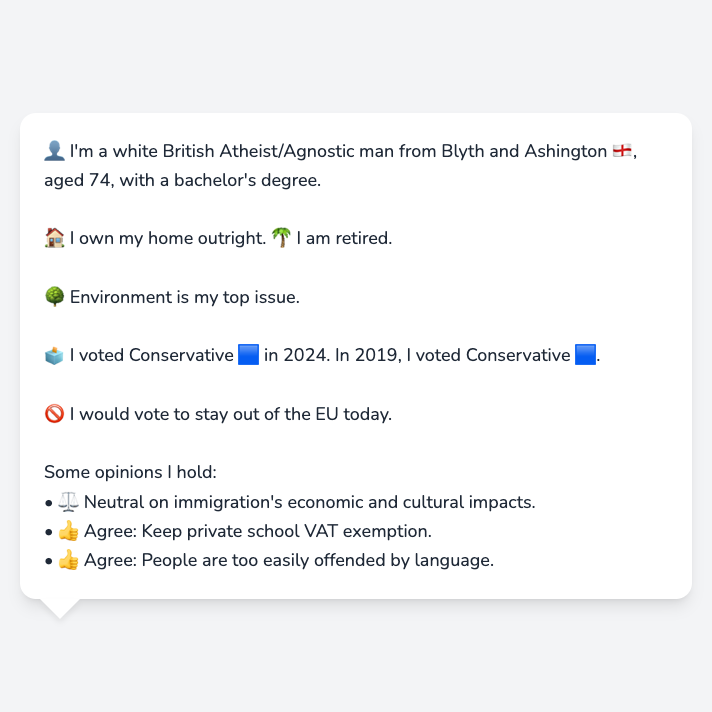 👤 I'm a white British Atheist/Agnostic man from Blyth and Ashington 🏴󠁧󠁢󠁥󠁮󠁧󠁿,
aged 74, with a bachelor's degree.
🏠 I own my home outright. 🌴 I am retired.
🌳 Environment is my top issue.
🗳️ I voted Conservative 🟦 in 2024. In 2019, I voted Conservative 🟦.
🚫 I would vote to stay out of the EU today.
Some opinions I hold:
• ⚖️ Neutral on immigration's economic and cultural impacts.
• 👍 Agree: Keep private school VAT exemption.
• 👍 Agree: People are too easily offended by language.